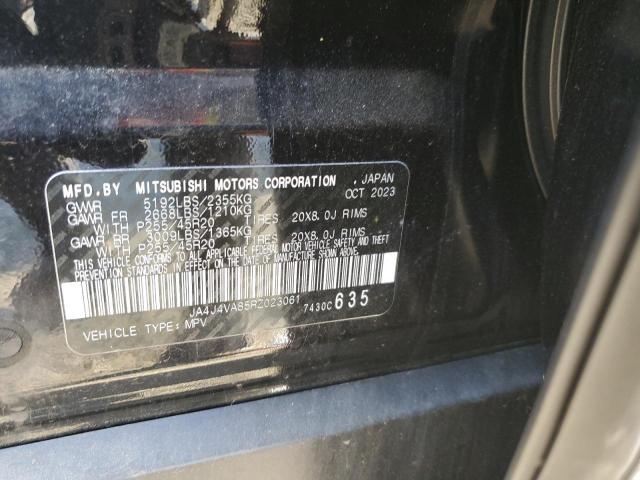 MFD.BY MITSUBISHI MOTORS CORPORATION , JAPAN
GVWR 5192LBS/2355KG OCT 2023
GAWR FR 2668LBS/1210KG
WITH P255/45R20 TIRES 20X8.0J RIMS
GAWR RR 3009LBS/1365KG
WITH P255/45R20 TIRES 20X8.0J RIMS
THIS VEHICLE CONFORMS TO ALL APPLICABLE FEDERAL MOTOR VEHICLE SAFETY AND THEFT
PREVENTION STANDARDS IN EFFECT ON THE DATE OF MANUFACTURE SHOWN ABOVE.
JA4J4VA85RZ023061 7430C 635
VEHICLE TYPE: MPV